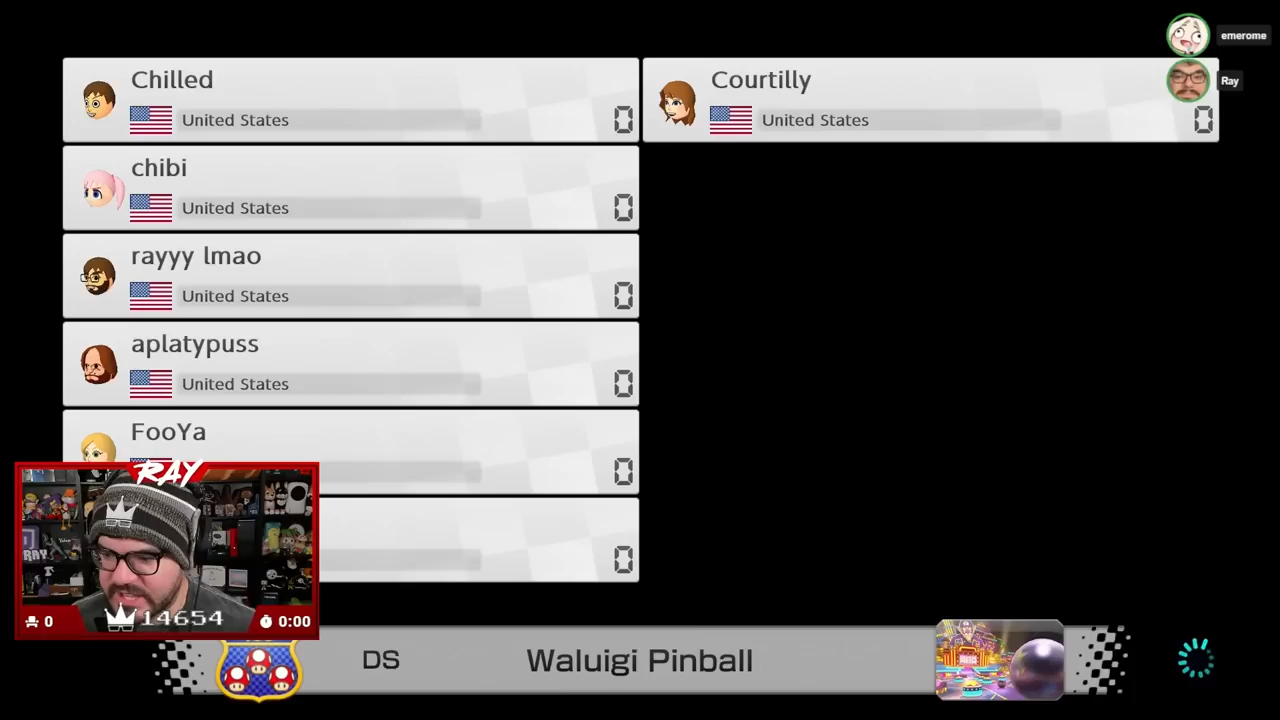 emerome
Ray
Chilled
United States
0
Courtilly
United States
0
chibi
United States
0
rayyy lmao
United States
0
aplatypuss
United States
0
FooYa
0
0
RAY
RAY
0
14654
0:00
DS
Waluigi Pinball